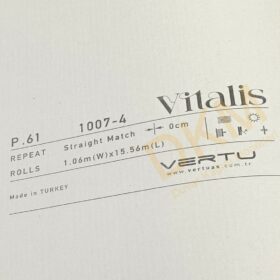 Vitalis
P.61 1007-4
REPEAT Straight Match 0cm
ROLLS 1.06m(W)x15.56m(L)
VERTU
www.vertuas.com.tr
Made in TURKEY